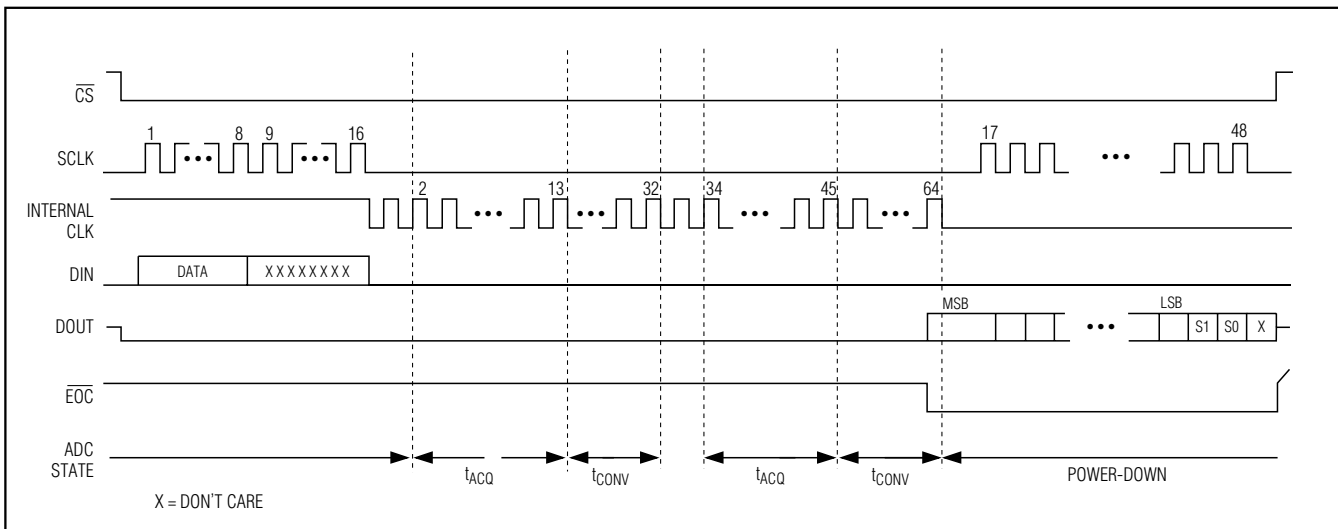 CS
1 8 9 16 17 48
SCLK
•••
•••
•••
2 13 32 34 45 64
INTERNAL
CLK
•••
•••
•••
•••
DIN
DATA
XXXXXXXX
DOUT
MSB
•••
LSB
S1
S0
X
EOC
ADC
STATE
tACQ
tCONV
tACQ
tCONV
POWER-DOWN
X = DON'T CARE